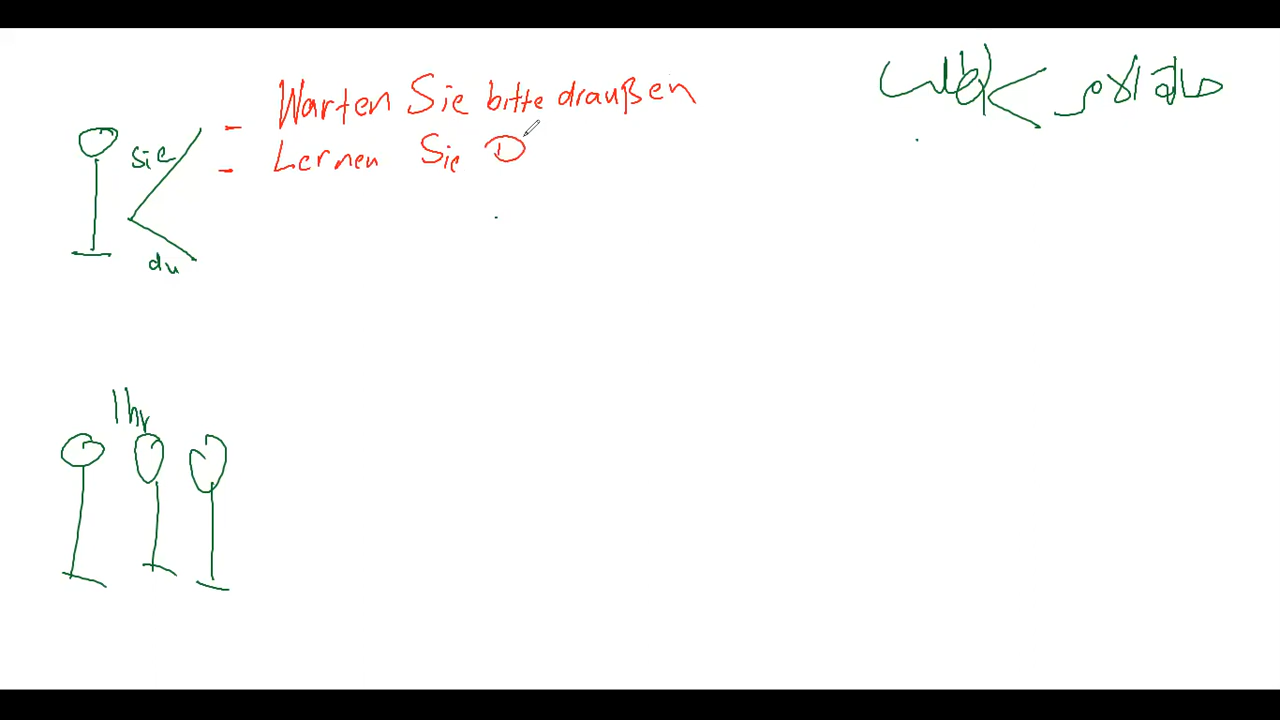 - Warten Sie bitte draußen
- Lernen Sie D
Sie
du
Ihr